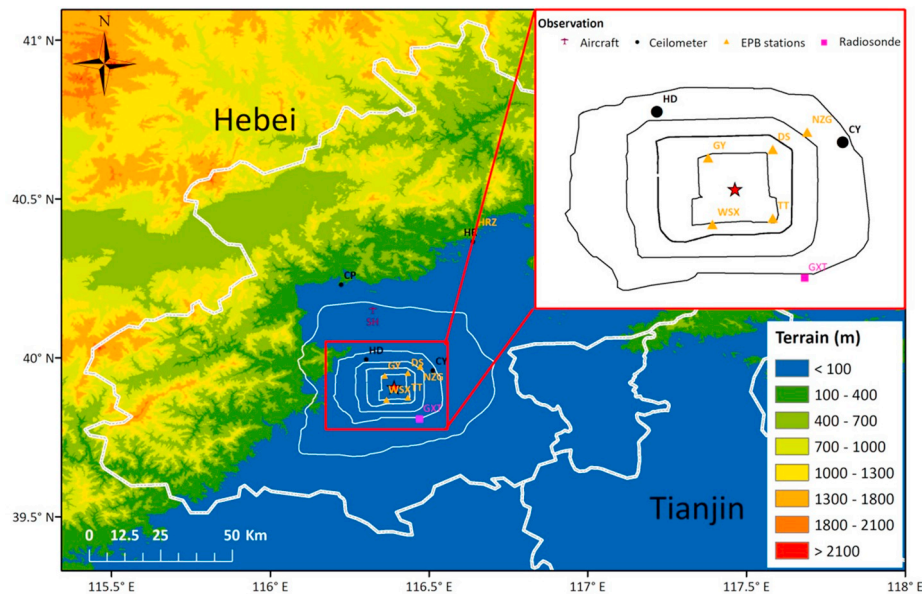 41° N
N
Hebei
Observation
Aircraft
Ceilometer
EPB stations
Radiosonde
HD
NZG
CY
DS
GY
TT
WSX
GXT
40.5° N
HRZ
CP
SH
40° N
HD
DS
CY
GY
NZG
WSX
TT
GXT
Terrain (m)
< 100
100 - 400
400 - 700
700 - 1000
1000 - 1300
1300 - 1800
1800 - 2100
> 2100
39.5° N
Tianjin
0 12.5 25 50 Km
115.5° E
116° E
116.5° E
117° E
117.5° E
118° E